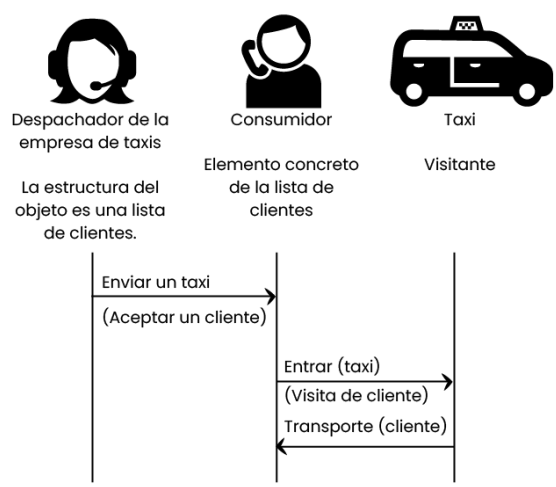 Despachador de la
empresa de taxis
La estructura del
objeto es una lista
de clientes.
Consumidor
Elemento concreto
de la lista de
clientes
Taxi
Visitante
Enviar un taxi
(Aceptar un cliente)
Entrar (taxi)
(Visita de cliente)
Transporte (cliente)